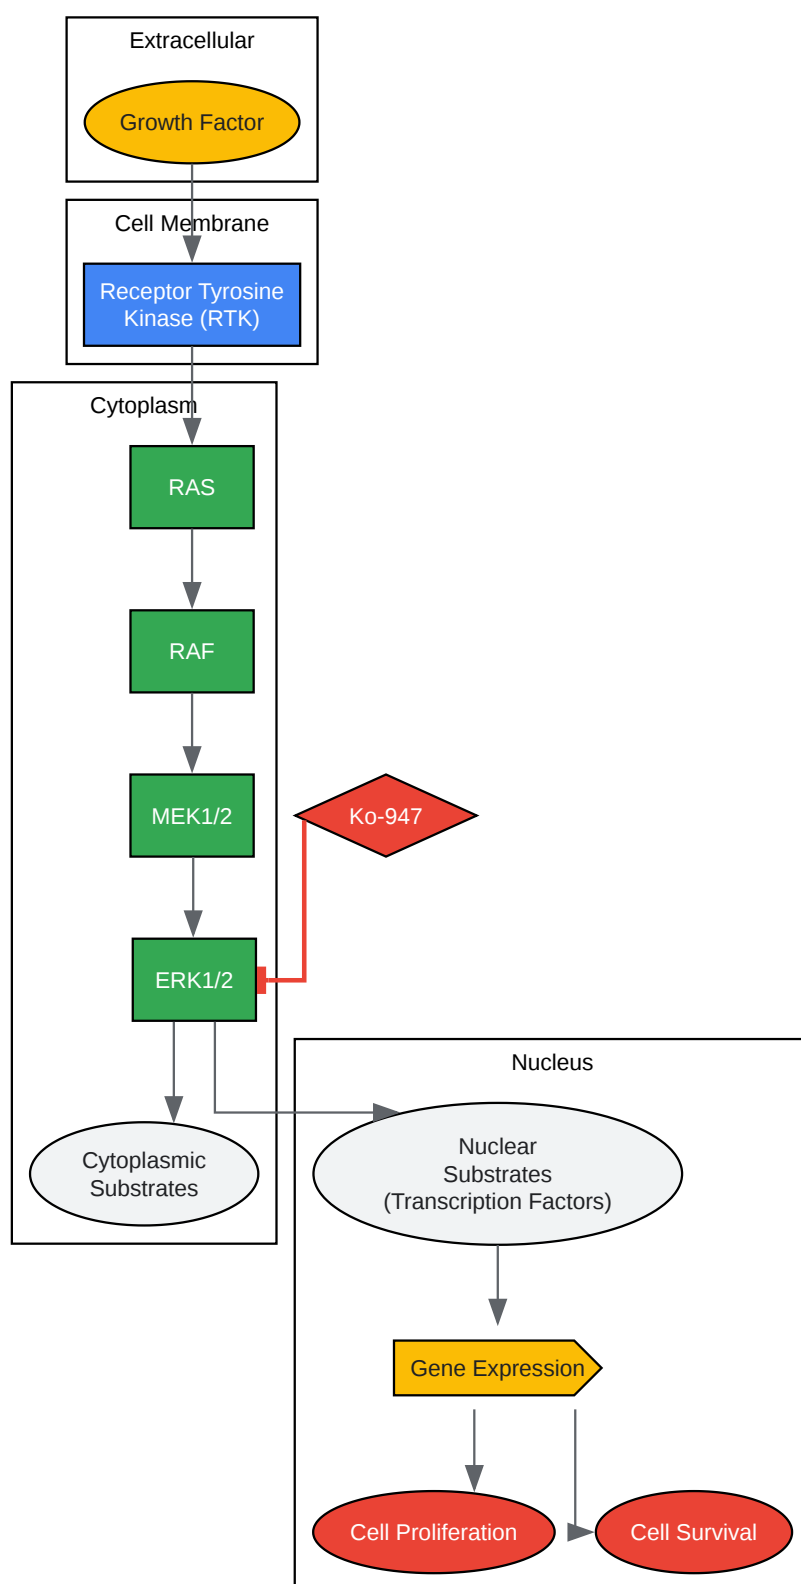 Extracellular
Growth Factor
Cell Membrane
Receptor Tyrosine
Kinase (RTK)
Cytoplasm
RAS
RAF
MEK1/2
Ko-947
ERK1/2
Nucleus
Cytoplasmic
Substrates
Nuclear
Substrates
(Transcription Factors)
Gene Expression
Cell Proliferation
Cell Survival